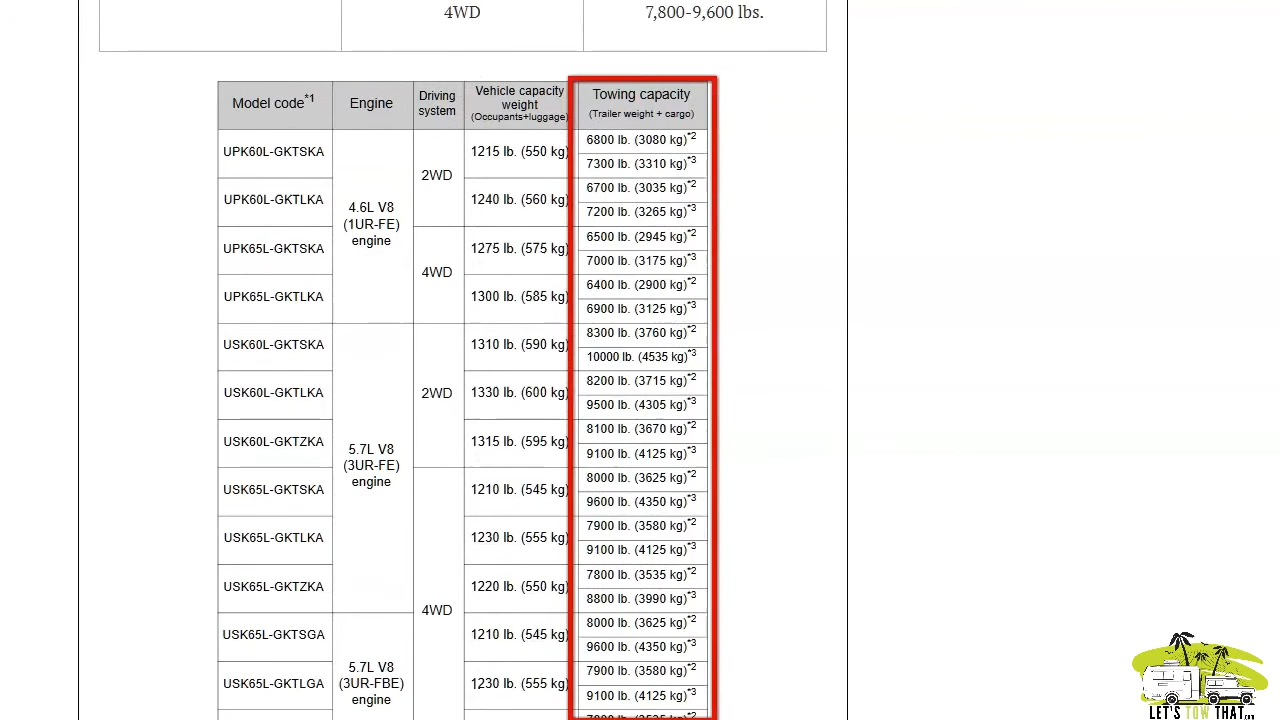 4WD 7,800-9,600 lbs.
Model code*1 Engine Driving system Vehicle capacity weight (Occupants+luggage) Towing capacity (Trailer weight + cargo)
UPK60L-GKTSKA 4.6L V8 (1UR-FE) engine 2WD 1215 lb. (550 kg) 6800 lb. (3080 kg)*2
7300 lb. (3310 kg)*3
UPK60L-GKTLKA 1240 lb. (560 kg) 6700 lb. (3035 kg)*2
7200 lb. (3265 kg)*3
UPK65L-GKTSKA 4WD 1275 lb. (575 kg) 6500 lb. (2945 kg)*2
7000 lb. (3175 kg)*3
UPK65L-GKTLKA 1300 lb. (585 kg) 6400 lb. (2900 kg)*2
6900 lb. (3125 kg)*3
USK60L-GKTSKA 5.7L V8 (3UR-FE) engine 2WD 1310 lb. (590 kg) 8300 lb. (3760 kg)*2
10000 lb. (4535 kg)*3
USK60L-GKTLKA 1330 lb. (600 kg) 8200 lb. (3715 kg)*2
9500 lb. (4305 kg)*3
USK60L-GKTZKA 1315 lb. (595 kg) 8100 lb. (3670 kg)*2
9100 lb. (4125 kg)*3
USK65L-GKTSKA 4WD 1210 lb. (545 kg) 8000 lb. (3625 kg)*2
9600 lb. (4350 kg)*3
USK65L-GKTLKA 1230 lb. (555 kg) 7900 lb. (3580 kg)*2
9100 lb. (4125 kg)*3
USK65L-GKTZKA 1220 lb. (550 kg) 7800 lb. (3535 kg)*2
8800 lb. (3990 kg)*3
USK65L-GKTSGA 5.7L V8 (3UR-FBE) engine 1210 lb. (545 kg) 8000 lb. (3625 kg)*2
9600 lb. (4350 kg)*3
USK65L-GKTLGA 1230 lb. (555 kg) 7900 lb. (3580 kg)*2
9100 lb. (4125 kg)*3
LET'S TOW THAT.com